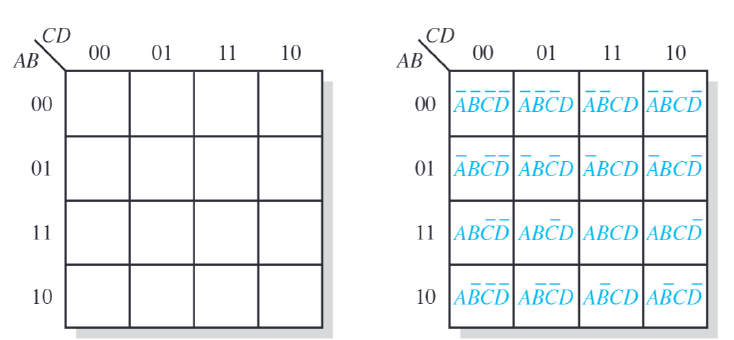 CD
AB 00 01 11 10
00
01
11
10
CD
AB 00 01 11 10
00 A̅B̅C̅D̅ A̅B̅C̅D A̅B̅CD A̅B̅CD̅
01 A̅BC̅D̅ A̅BC̅D A̅BCD A̅BCD̅
11 ABC̅D̅ ABC̅D ABCD ABCD̅
10 AB̅C̅D̅ AB̅C̅D AB̅CD AB̅CD̅